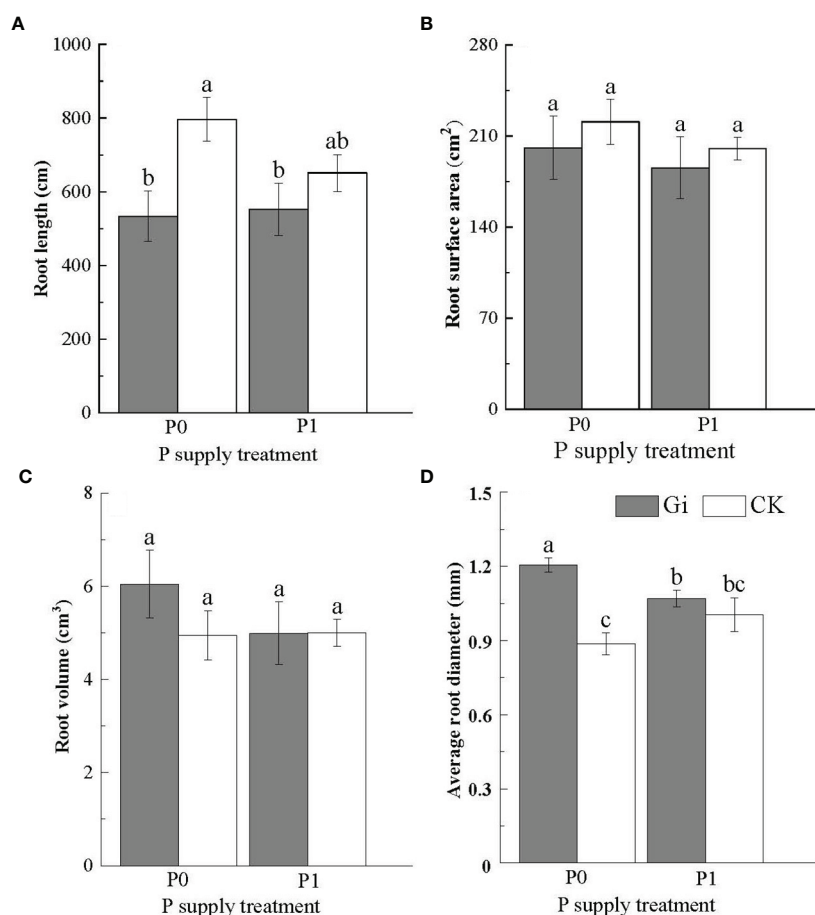 A
Root length (cm)
1000
800
600
400
200
0
b
a
b
ab
P0
P1
P supply treatment
B
Root surface area (cm²)
280
210
140
70
0
a
a
a
a
P0
P1
P supply treatment
C
Root volume (cm³)
8
6
4
2
0
a
a
a
a
P0
P1
P supply treatment
D
Average root diameter (mm)
1.5
1.2
0.9
0.6
0.3
0
Gi
CK
a
c
b
bc
P0
P1
P supply treatment